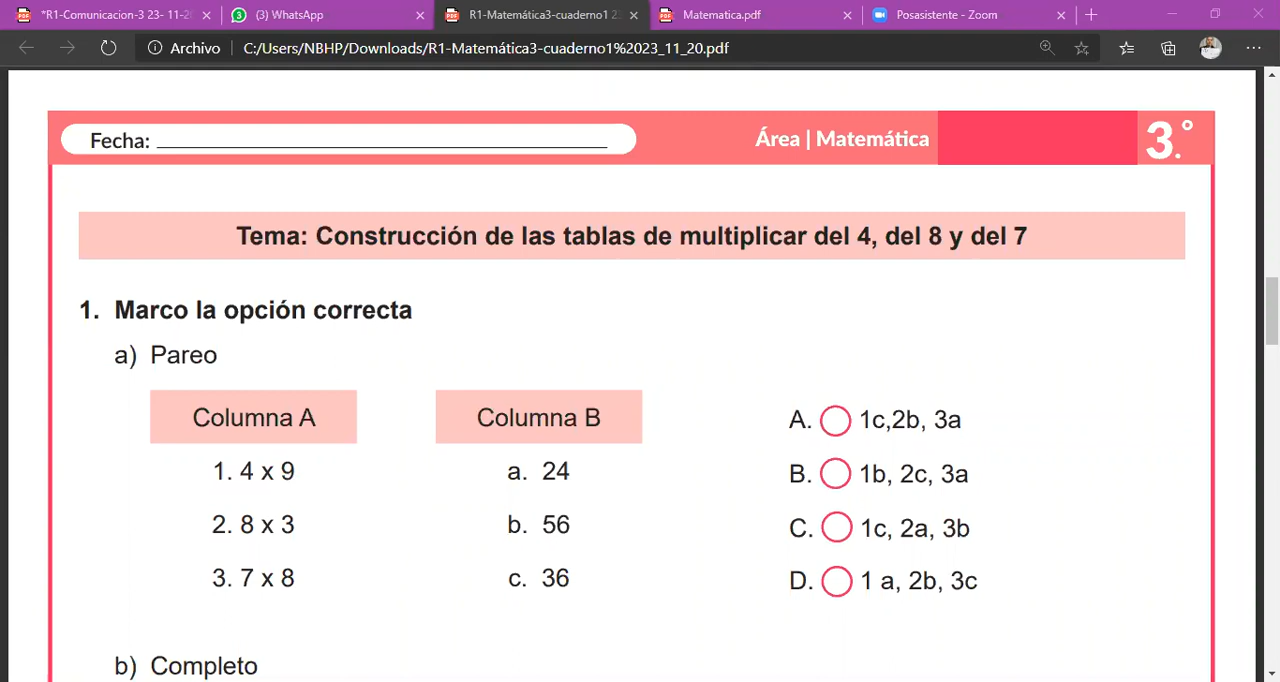 *R1-Comunicacion-3 23- 11-2
(3) WhatsApp
R1-Matemática3-cuaderno1 2
Matematica.pdf
Posasistente - Zoom
Archivo
C:/Users/NBHP/Downloads/R1-Matemática3-cuaderno1%2023_11_20.pdf
Fecha:
Área | Matemática
3.°
Tema: Construcción de las tablas de multiplicar del 4, del 8 y del 7
1. Marco la opción correcta
a) Pareo
Columna A
1. 4 x 9
2. 8 x 3
3. 7 x 8
Columna B
a. 24
b. 56
c. 36
A. 1c,2b, 3a
B. 1b, 2c, 3a
C. 1c, 2a, 3b
D. 1 a, 2b, 3c
b) Completo